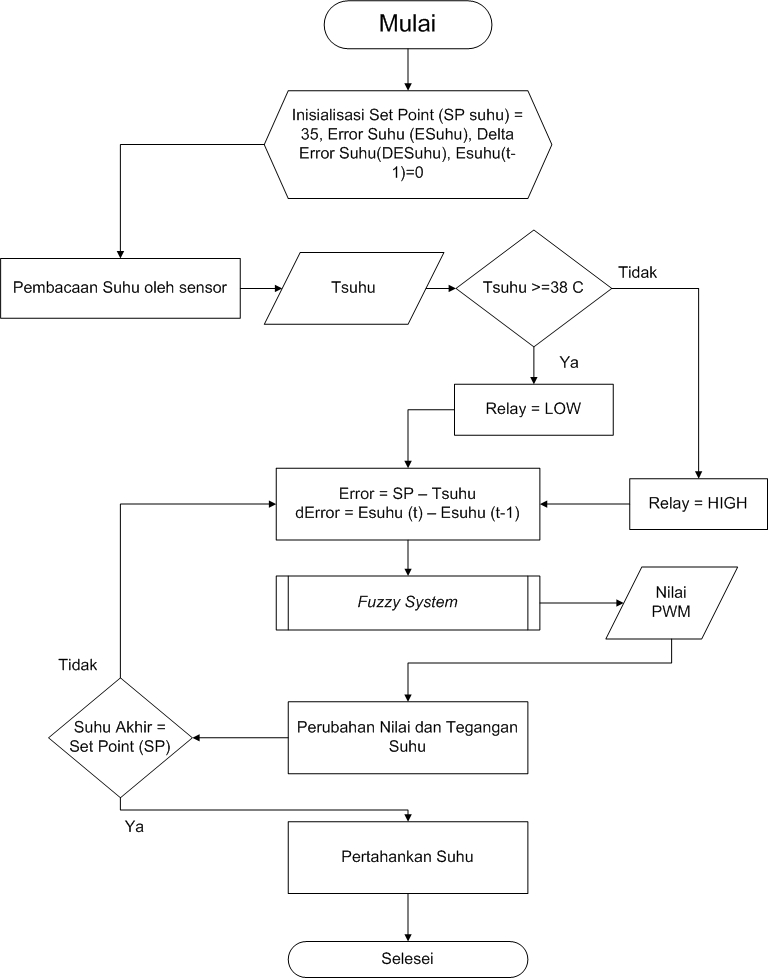 Mulai
Inisialisasi Set Point (SP suhu) =
35, Error Suhu (ESuhu), Delta
Error Suhu(DESuhu), Esuhu(t-
1)=0
Pembacaan Suhu oleh sensor
Tsuhu
Tsuhu >=38 C
Tidak
Ya
Relay = LOW
Relay = HIGH
Error = SP – Tsuhu
dError = Esuhu (t) – Esuhu (t-1)
Fuzzy System
Nilai
PWM
Perubahan Nilai dan Tegangan
Suhu
Suhu Akhir =
Set Point (SP)
Tidak
Ya
Pertahankan Suhu
Selesei